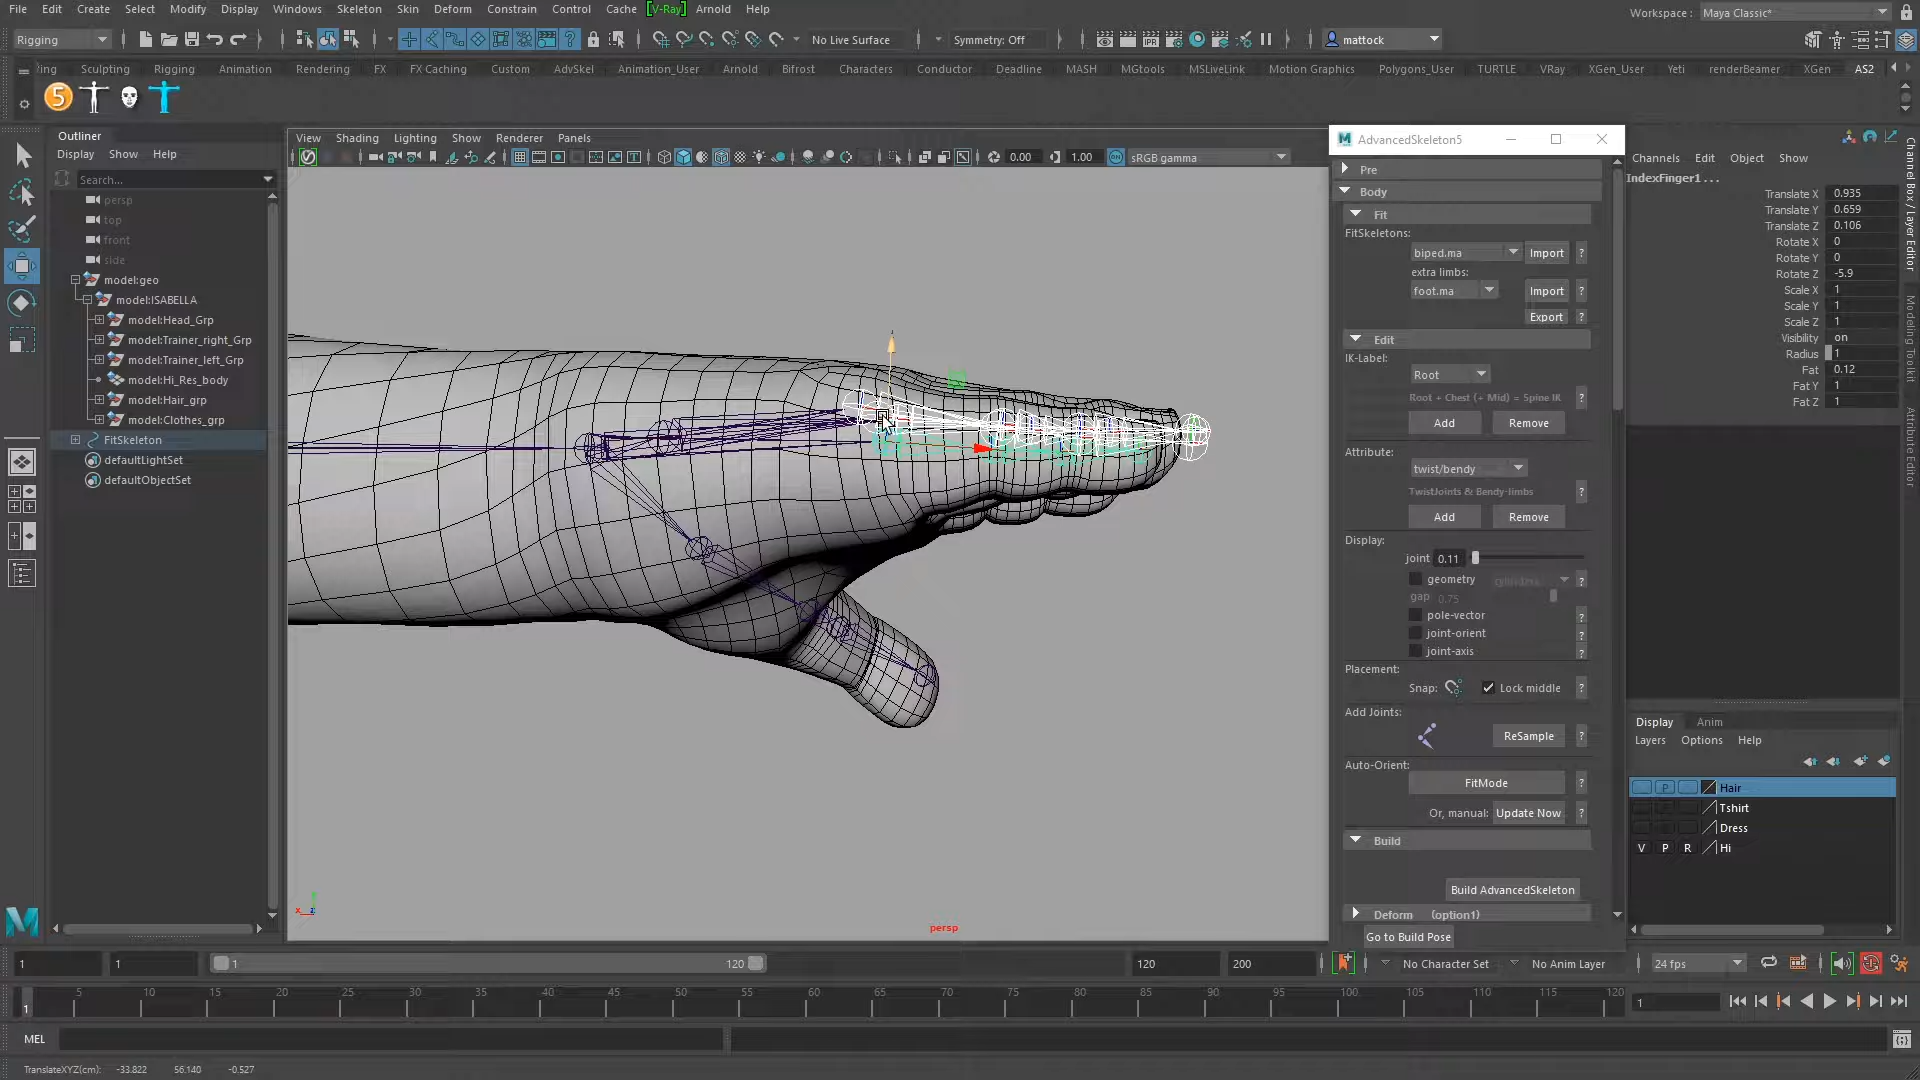 File Edit Create Select Modify Display Windows Skeleton Skin Deform Constrain Control Cache [V-Ray] Arnold Help
Workspace : Maya Classic*
Rigging No Live Surface Symmetry: Off mattock
Sculpting Rigging Animation Rendering FX FX Caching Custom AdvSkel Animation_User Arnold Bifrost Characters Conductor Deadline MASH MGtools MSLiveLink Motion Graphics Polygons_User TURTLE VRay XGen_User Yeti renderBeamer XGen AS2
5
Outliner
Display Show Help
Search...
persp
top
front
side
model:geo
model:ISABELLA
model:Head_Grp
model:Trainer_right_Grp
model:Trainer_left_Grp
model:Hi_Res_body
model:Hair_grp
model:Clothes_grp
FitSkeleton
defaultLightSet
defaultObjectSet
View Shading Lighting Show Renderer Panels
0.00 1.00 sRGB gamma
persp
AdvancedSkeleton5
Pre
Body
Fit
FitSkeletons:
biped.ma Import ?
extra limbs:
foot.ma Import ?
Export ?
Edit
IK-Label:
Root
Root + Chest (+ Mid) = Spine IK ?
Add Remove
Attribute:
twist/bendy
TwistJoints & Bendy-limbs ?
Add Remove
Display:
joint 0.11
geometry cylinders ?
gap 0.75
pole-vector ?
joint-orient ?
joint-axis ?
Placement:
Snap: Lock middle ?
Add Joints:
ReSample ?
Auto-Orient:
FitMode ?
Or, manual: Update Now ?
Build
Build AdvancedSkeleton
Deform (option1)
Go to Build Pose
Channels Edit Object Show
IndexFinger1...
Translate X 0.935
Translate Y 0.659
Translate Z 0.106
Rotate X 0
Rotate Y 0
Rotate Z -5.9
Scale X 1
Scale Y 1
Scale Z 1
Visibility on
Radius 1
Fat 0.12
Fat Y 1
Fat Z 1
Channel Box / Layer Editor
Modeling Toolkit
Attribute Editor
Display Anim
Layers Options Help
P Hair
Tshirt
Dress
V P R Hi
1 1 1 120 120 200 No Character Set No Anim Layer 24 fps
1 5 10 15 20 25 30 35 40 45 50 55 60 65 70 75 80 85 90 95 100 105 110 115 120 1
MEL
TranslateXYZ(cm): -33.822 56.140 -0.527